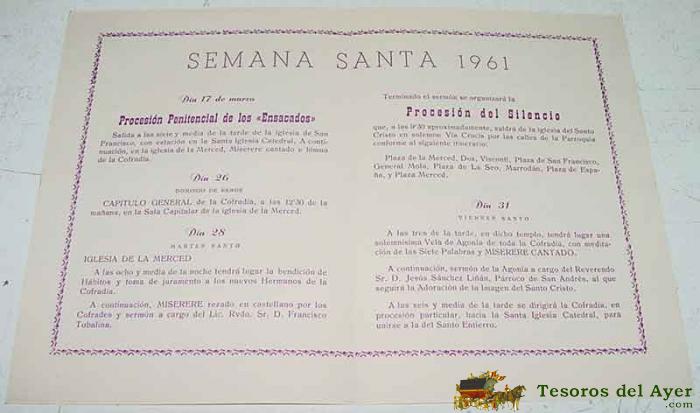 SEMANA SANTA 1961
Día 17 de marzo
Procesión Penitencial de los «Ensacados»
Salida a las siete y media de la tarde de la iglesia de San
Francisco, con estación en la Santa Iglesia Catedral. A conti-
nuación, en la iglesia de la Merced, Miserere cantado e himno
de la Cofradía.
Día 26
DOMINGO DE RAMOS
CAPITULO GENERAL de la Cofradía, a las 12'30 de la
mañana, en la Sala Capitular de la iglesia de la Merced.
Día 28
MARTES SANTO
IGLESIA DE LA MERCED
A las ocho y media de la noche tendrá lugar la bendición de
Hábitos y toma de juramento a los nuevos Hermanos de la
Cofradía.
A continuación, MISERERE rezado en castellano por los
Cofrades y sermón a cargo del Lic. Rvdo. Sr. D. Francisco
Tobalina.
Terminado el sermón se organizará la
Procesión del Silencio
que, a las 9'30 aproximadamente, saldrá de la iglesia del Santo
Cristo en solemne Via Crucis por las calles de la Parroquia
conforme al siguiente itinerario:
Plaza de la Merced, Dos, Visconti, Plaza de San Francisco,
General Mola, Plaza de La Seo, Marrodán, Plaza de Espa-
ña, y Plaza Merced.
Día 31
VIERNES SANTO
A las tres de la tarde, en dicho templo, tendrá lugar una
solemnísima Vela de Agonía de toda la Cofradía, con medita-
ción de las Siete Palabras y MISERERE CANTADO.
A continuación, sermón de la Agonía a cargo del Reverendo
Sr. D. Jesús Sánchez Liñán, Párroco de San Andrés, al que
seguirá la Adoración de la Imagen del Santo Cristo.
A las seis y media de la tarde se dirigirá la Cofradía, en
procesión particular, hacia la Santa Iglesia Catedral, para
unirse a la del Santo Entierro.
Tesoros del Ayer
.com